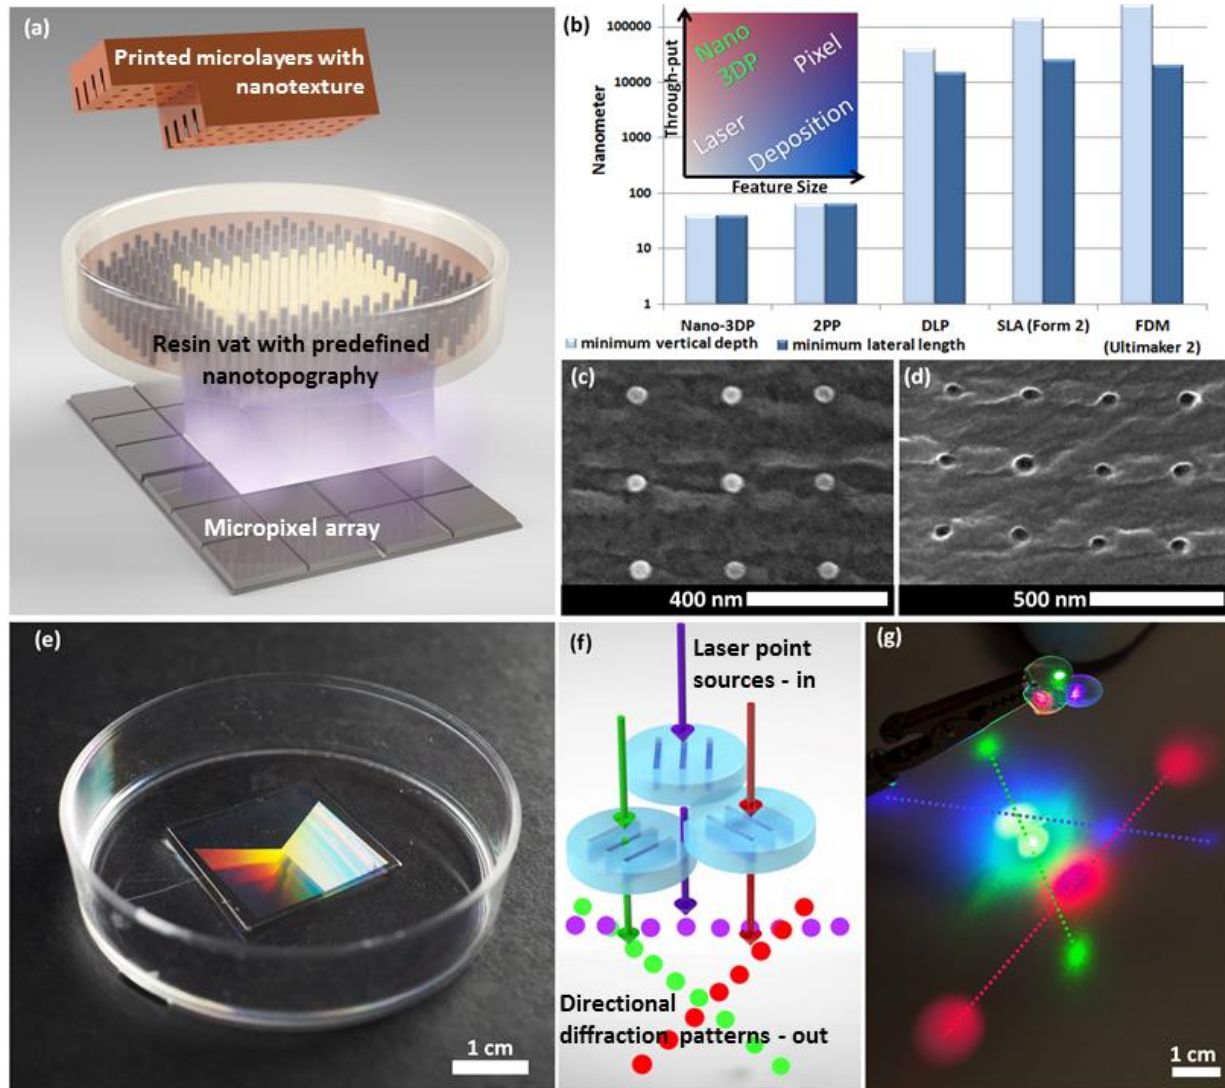 (a)
Printed microlayers with
nanotexture
Resin vat with predefined
nanotopography
Micropixel array
(b)
100000
10000
1000
100
10
1
Nanometer
Through-put
Nano
3DP
Pixel
Laser
Deposition
Feature Size
Nano-3DP
2PP
DLP
SLA (Form 2)
FDM
(Ultimaker 2)
minimum vertical depth
minimum lateral length
(c)
400 nm
(d)
500 nm
(e)
1 cm
(f)
Laser point
sources - in
Directional
diffraction patterns - out
(g)
1 cm